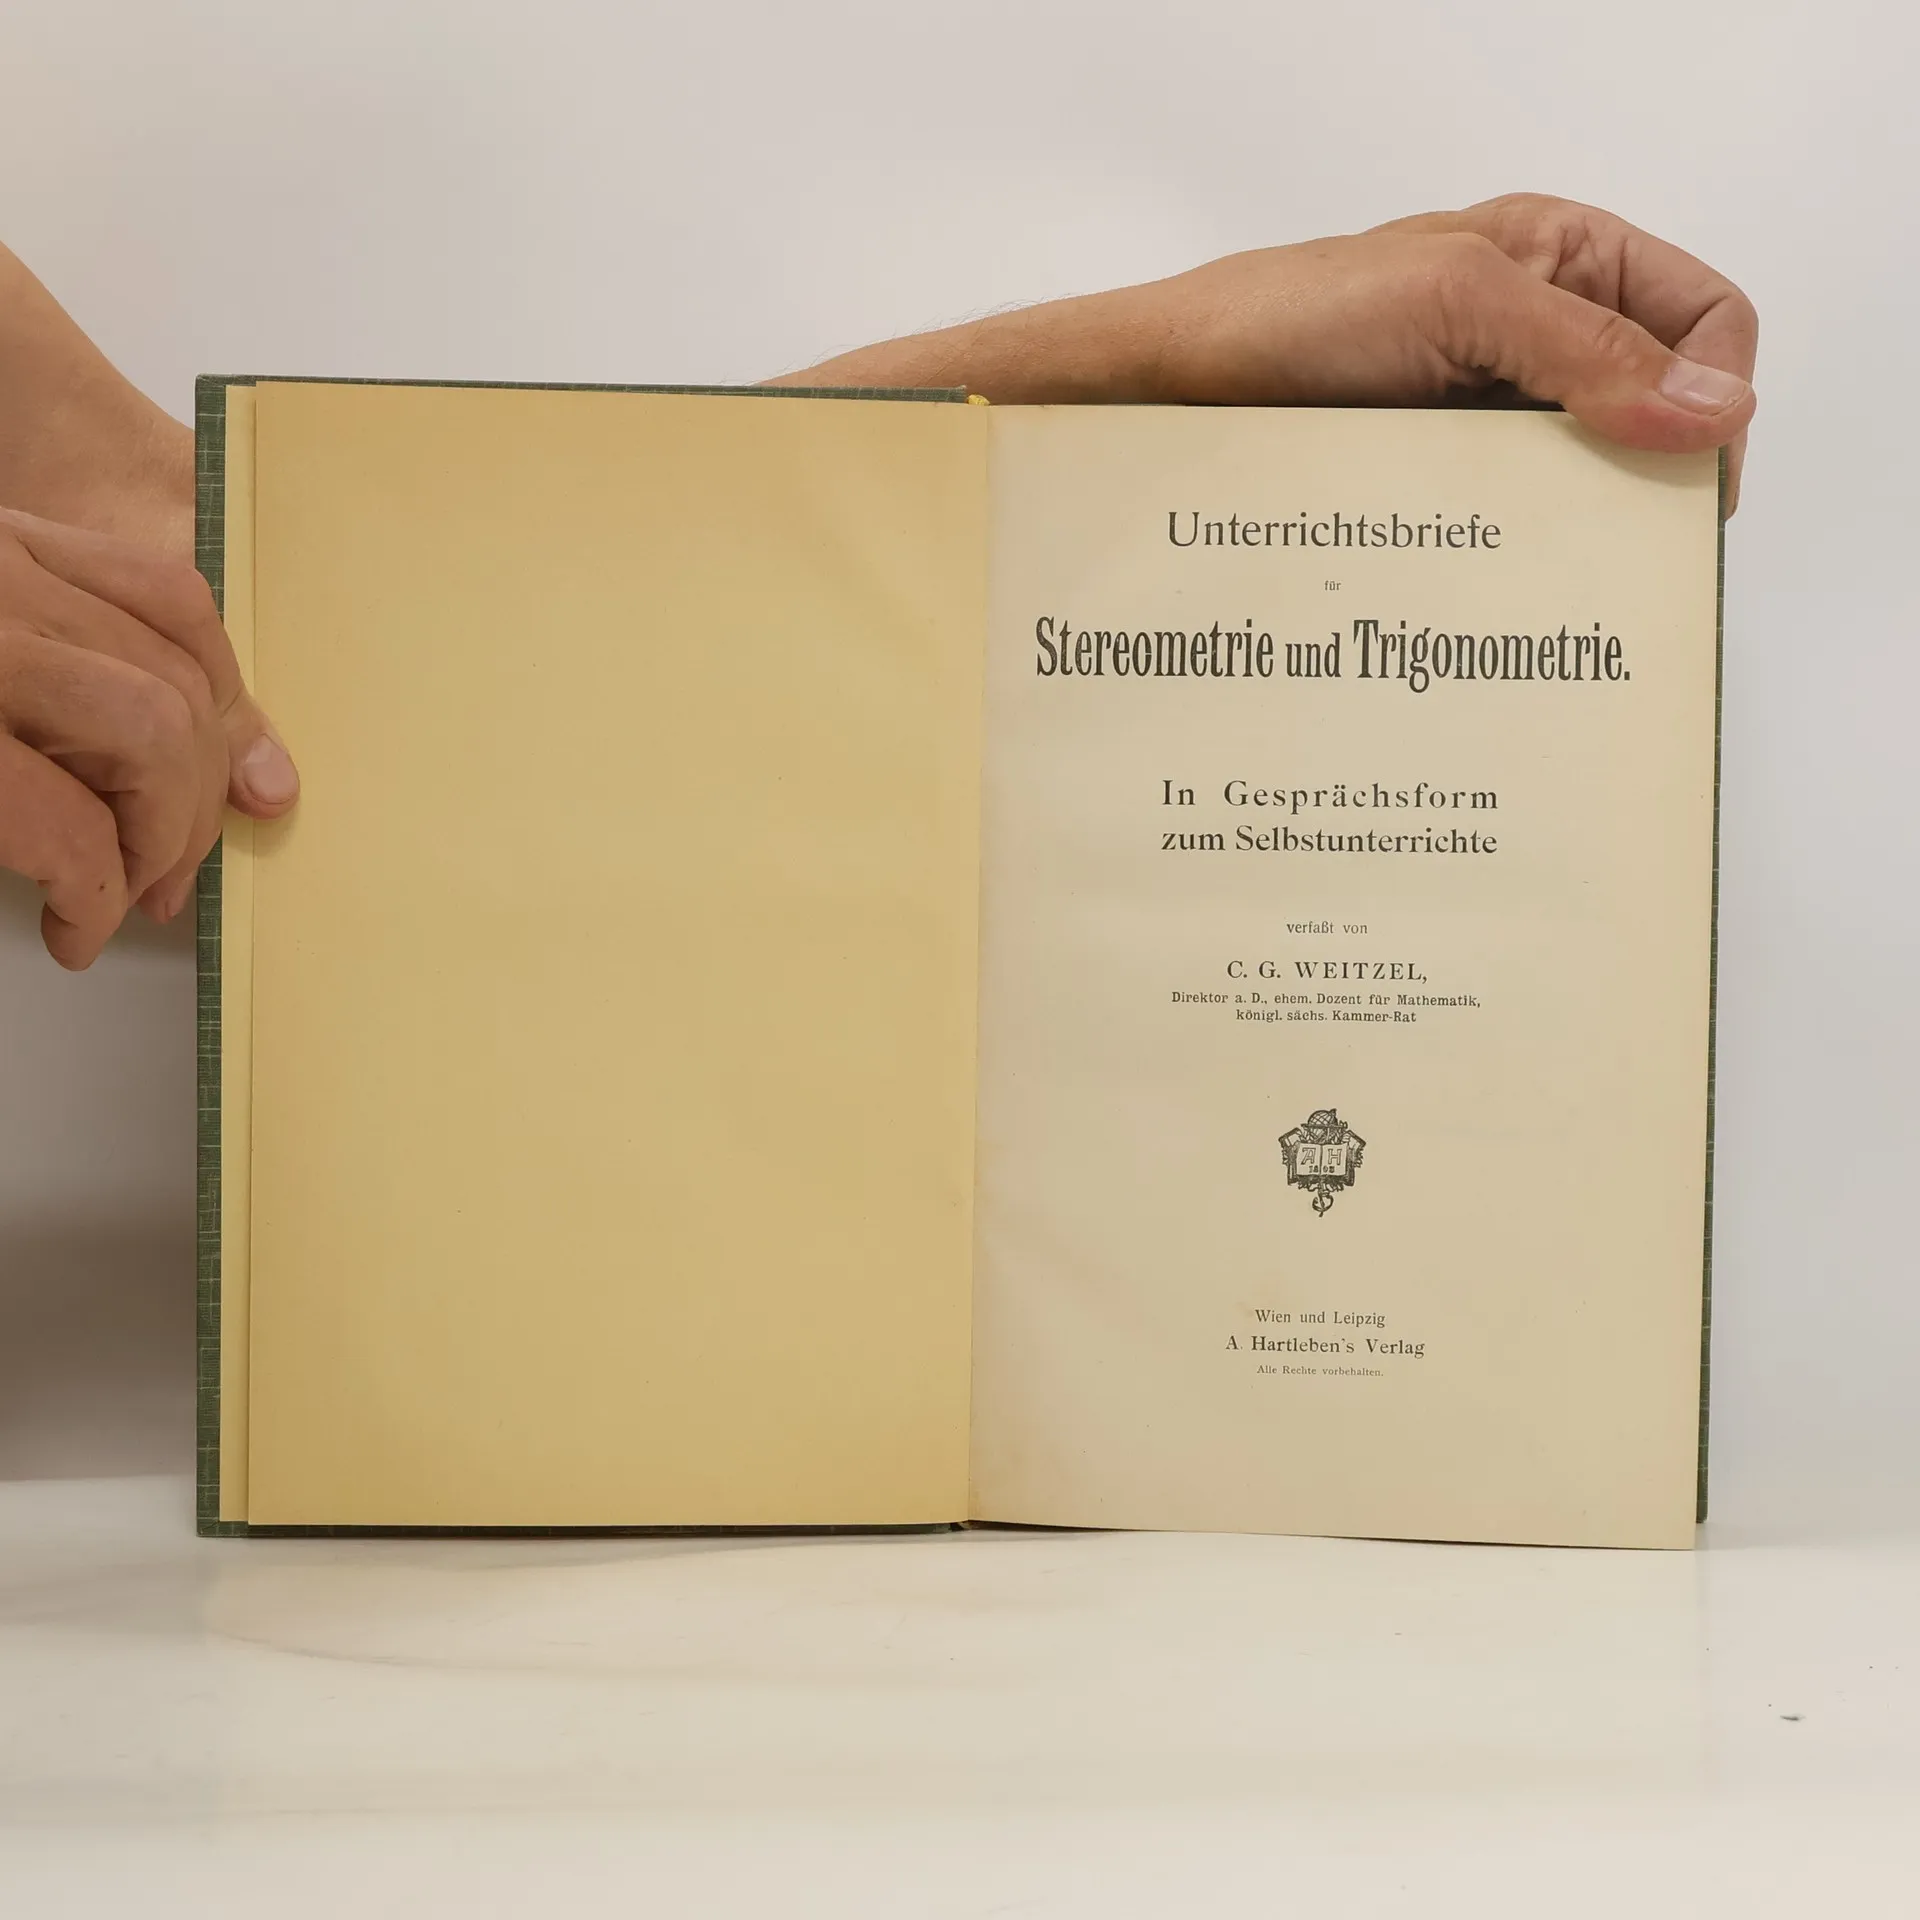 Unterrichtsbriefe
für
Stereometrie und Trigonometrie.
In Gesprächsform
zum Selbstunterrichte
verfaßt von
C. G. WEITZEL,
Direktor a. D., ehem. Dozent für Mathematik,
königl. sächs. Kammer-Rat
A H
1803
Wien und Leipzig
A. Hartleben's Verlag
Alle Rechte vorbehalten.